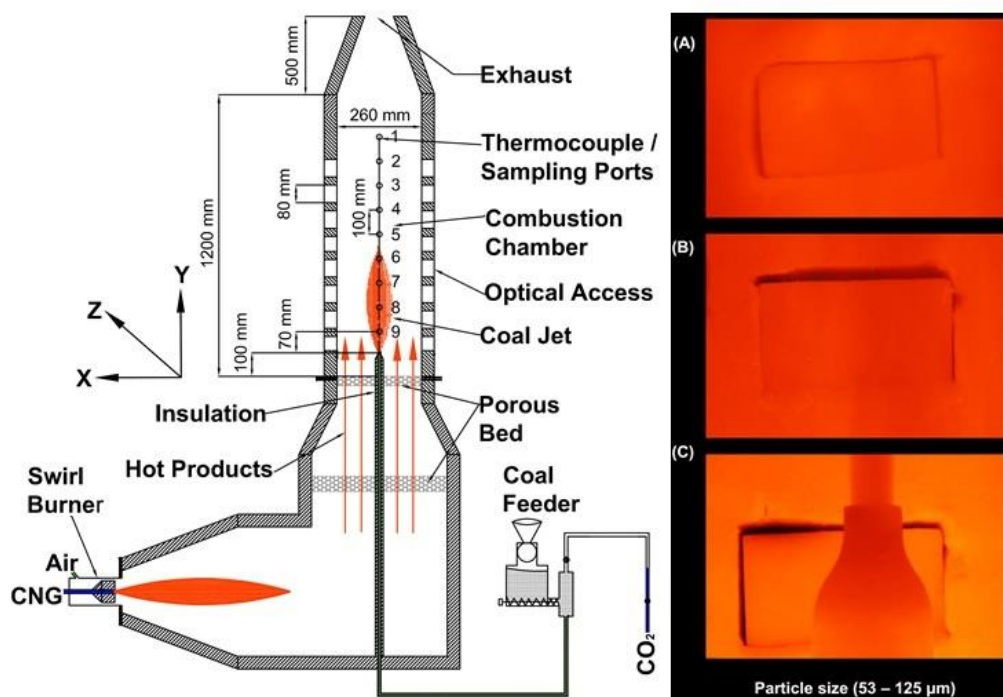 500 mm
Exhaust
260 mm
1
Thermocouple /
Sampling Ports
2
3
80 mm
4
100 mm
Combustion
Chamber
5
1200 mm
6
Y
7
Optical Access
Z
8
Coal Jet
9
70 mm
100 mm
X
Insulation
Porous
Bed
Hot Products
Swirl
Burner
Coal
Feeder
Air
CNG
CO₂
(A)
(B)
(C)
Particle size (53 – 125 µm)